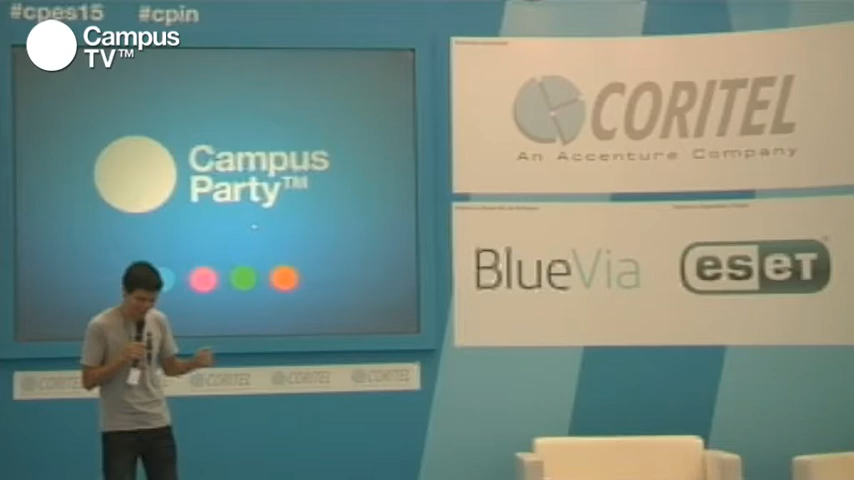 #cpes15 #cpin
Campus
TV™
Campus
Party™
CORITEL
An Accenture Company
BlueVia
eseT
CORITEL CORITEL CORITEL CORITEL